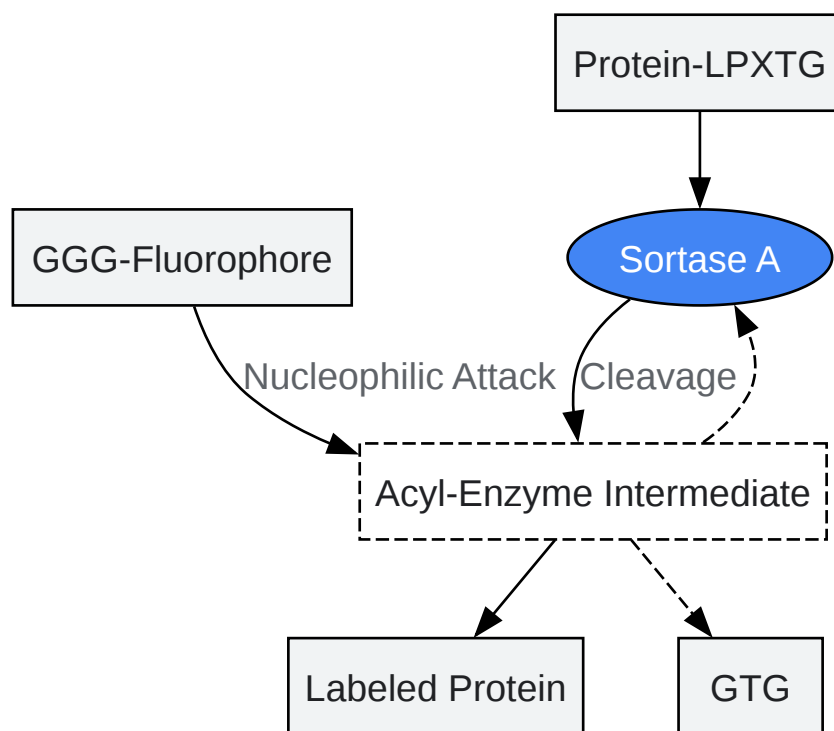 Protein-LPXTG
GGG-Fluorophore
Sortase A
Nucleophilic Attack
Cleavage
Acyl-Enzyme Intermediate
Labeled Protein
GTG